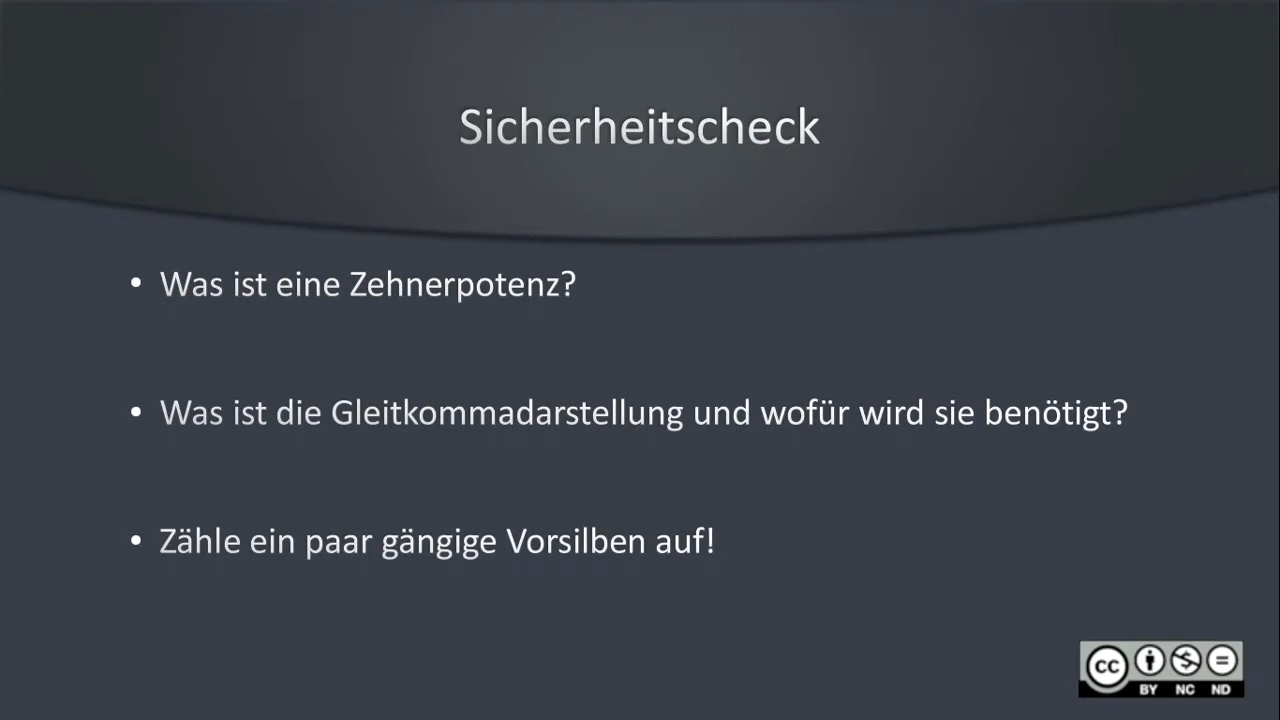 Sicherheitscheck
• Was ist eine Zehnerpotenz?
• Was ist die Gleitkommadarstellung und wofür wird sie benötigt?
• Zähle ein paar gängige Vorsilben auf!
cc
BY NC ND